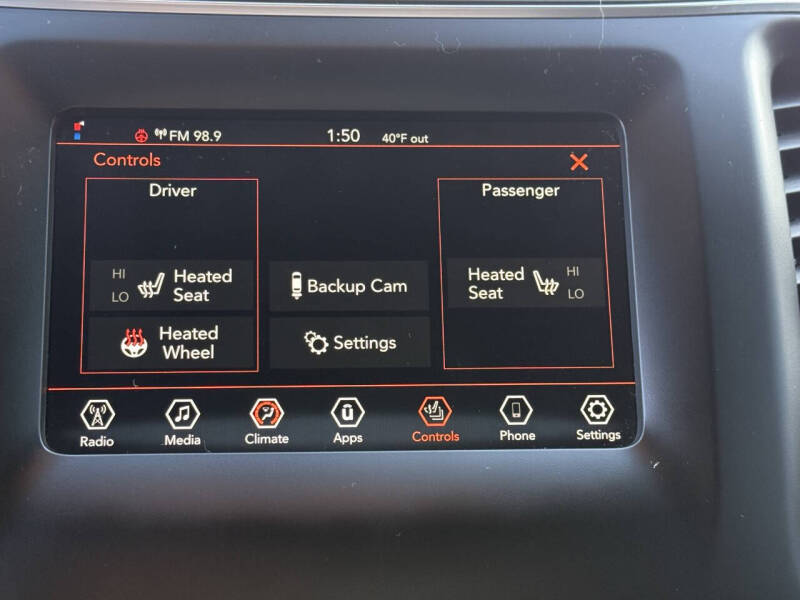 FM 98.9 1:50 40°F out
Controls
Driver
Passenger
HI
LO
Heated
Seat
Backup Cam
Heated
Seat
HI
LO
Heated
Wheel
Settings
Radio Media Climate Apps Controls Phone Settings